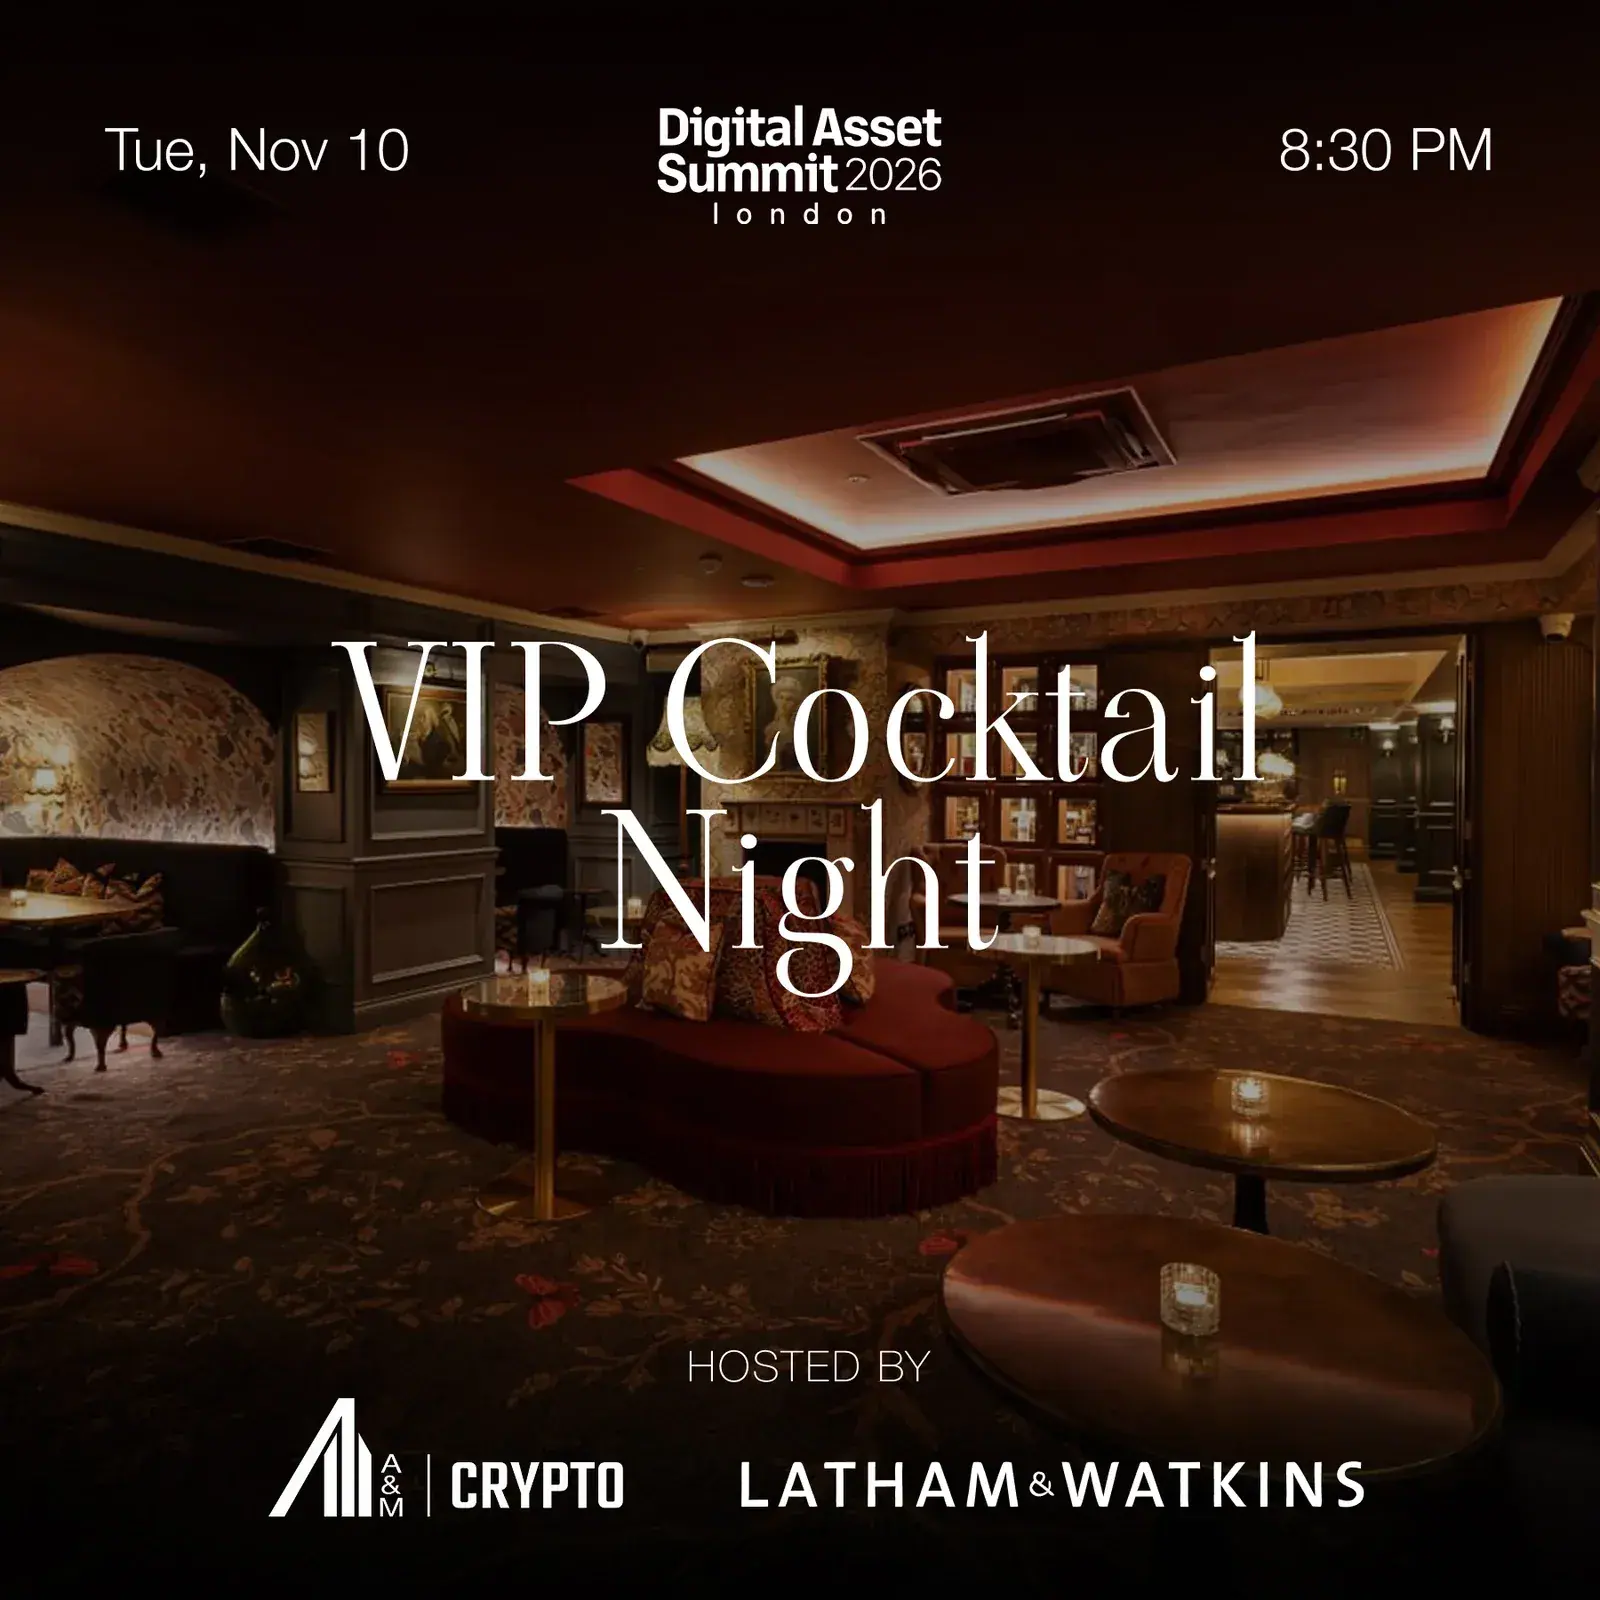 Tue, Nov 10
Digital Asset
Summit 2026
london
8:30 PM
VIP Cocktail
Night
HOSTED BY
A&M | CRYPTO
LATHAM&WATKINS